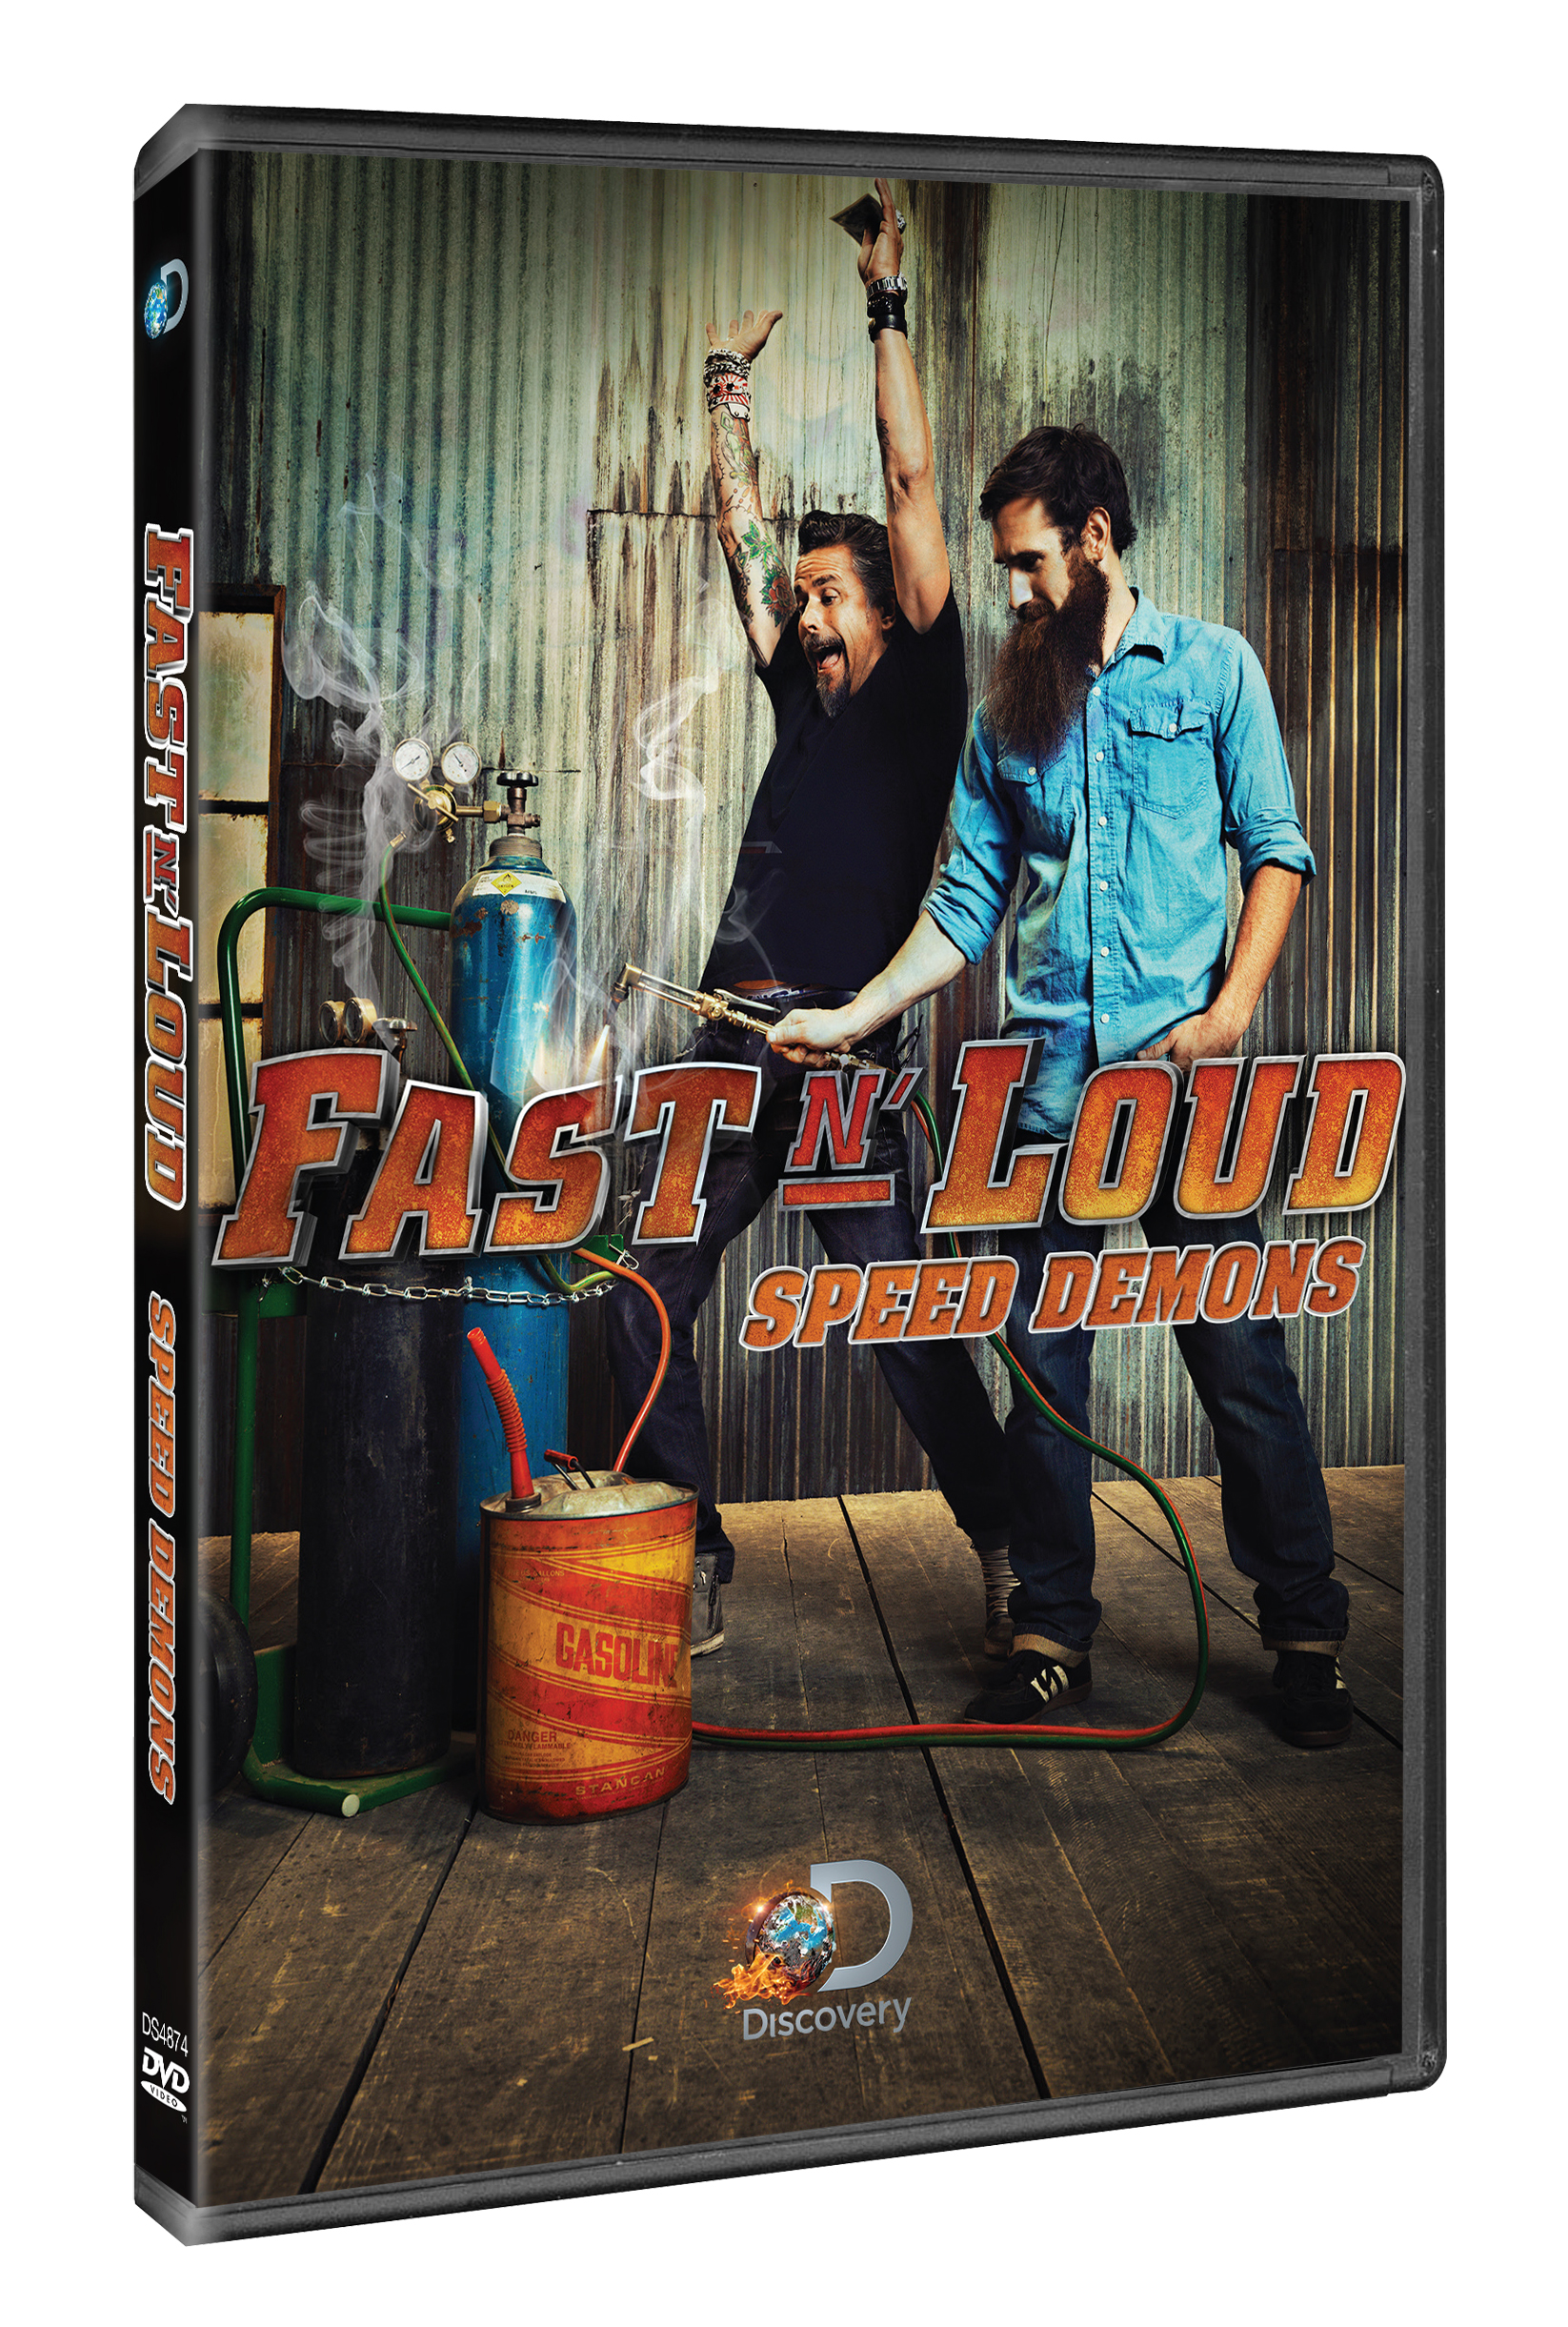 FAST N' LOUD
SPEED DEMONS
GASOLINE
DANGER
STANCAN
Discovery
D
FAST N' LOUD
SPEED DEMONS
DS4874
DVD
VIDEO